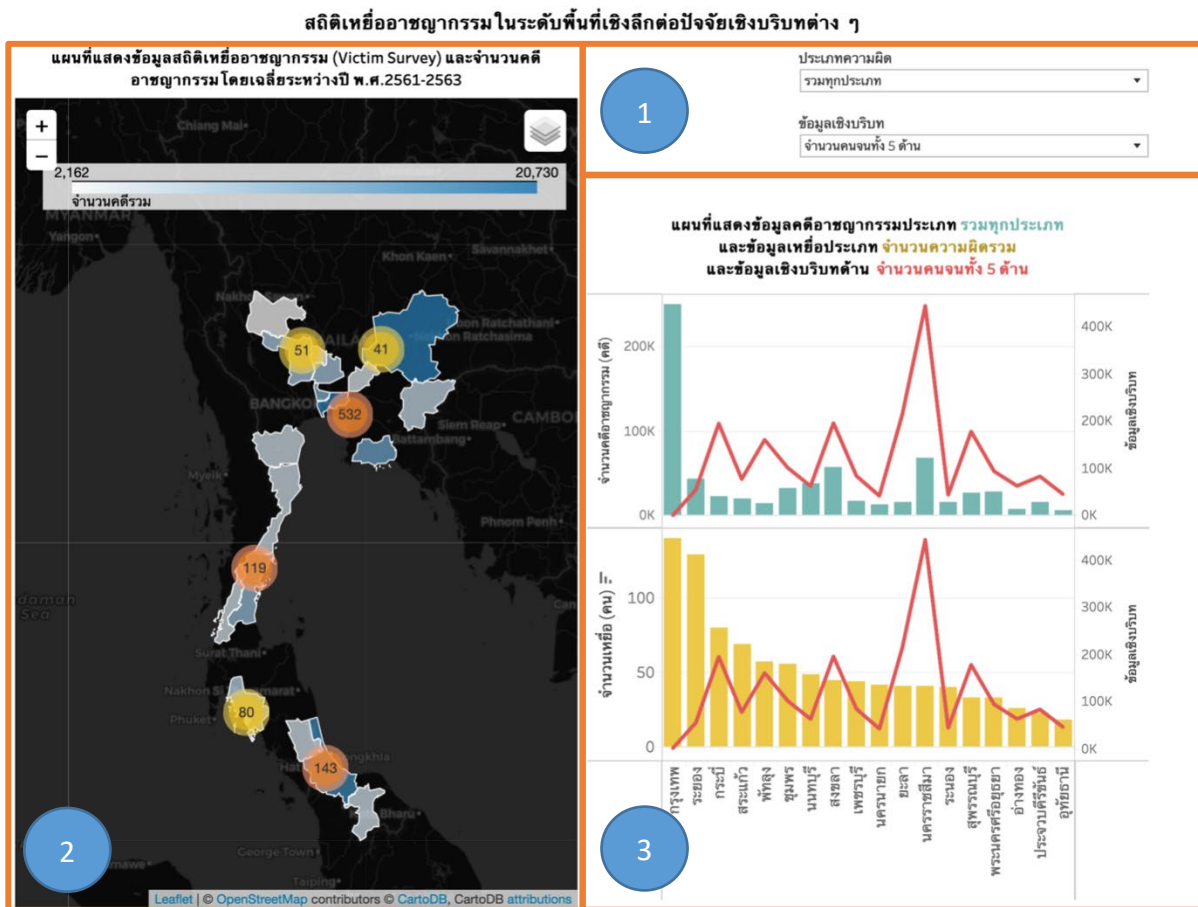 สถิติเหยื่ออาชญากรรมในระดับพื้นที่เชิงลึกต่อปัจจัยเชิงบริบทต่าง ๆ
แผนที่แสดงข้อมูลสถิติเหยื่ออาชญากรรม (Victim Survey) และจำนวนคดี
อาชญากรรมโดยเฉลี่ยระหว่างปี พ.ศ.2561-2563
+
−
Chiang Mai
2,162
20,730
จำนวนคดีรวม
MYANMAR
Yangon
Savannakhet
Khon Kaen
Ratchathani
Ratchasima
51
41
BANGKO
532
CAMBO
Siem Reap
Battambang
Myeik
Phnom Penh
119
daman
Sea
Surat Thani
Nakhon Si
marat
Phuket
80
Hat
143
Bharu
George Town
Taiping
2
Leaflet | © OpenStreetMap contributors © CartoDB, CartoDB attributions
1
ประเภทความผิด
รวมทุกประเภท
ข้อมูลเชิงบริบท
จำนวนคนจนทั้ง 5 ด้าน
แผนที่แสดงข้อมูลคดีอาชญากรรมประเภท รวมทุกประเภท
และข้อมูลเหยื่อประเภท จำนวนความผิดรวม
และข้อมูลเชิงบริบทด้าน จำนวนคนจนทั้ง 5 ด้าน
จำนวนคดีอาชญากรรม (คดี)
200K
100K
0K
400K
300K
200K
100K
0K
ข้อมูลเชิงบริบท
จำนวนเหยื่อ (คน)
100
50
0
400K
300K
200K
100K
0K
ข้อมูลเชิงบริบท
กรุงเทพ
ระยอง
กระบี่
สระแก้ว
พัทลุง
ชุมพร
นนทบุรี
สงขลา
เพชรบุรี
นครนายก
ยะลา
นครราชสีมา
ระนอง
สุพรรณบุรี
พระนครศรีอยุธยา
อ่างทอง
ประจวบคีรีขันธ์
อุทัยธานี
3